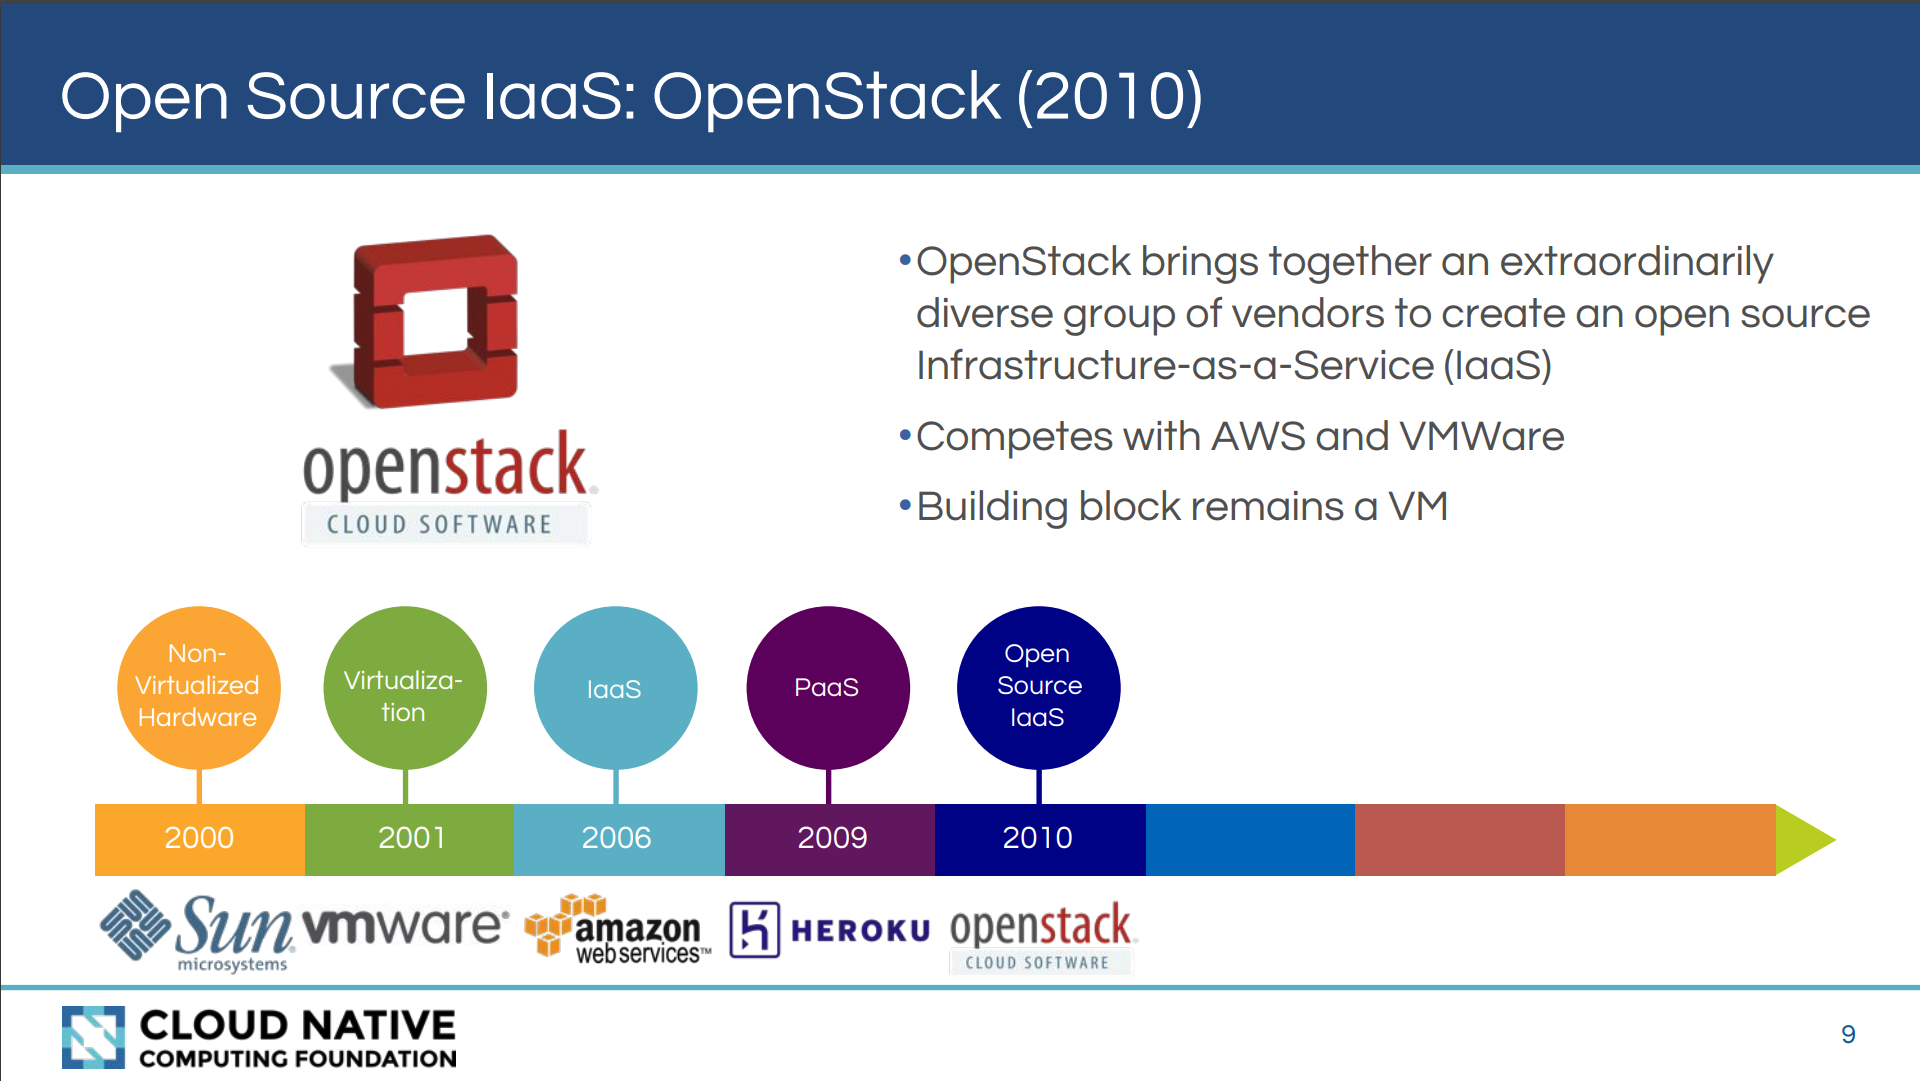 Open Source IaaS: OpenStack (2010)
openstack
CLOUD SOFTWARE
•OpenStack brings together an extraordinarily
diverse group of vendors to create an open source
Infrastructure-as-a-Service (IaaS)
•Competes with AWS and VMWare
•Building block remains a VM
Non-
Virtualized
Hardware
Virtualiza-
tion
IaaS
PaaS
Open
Source
IaaS
2000
2001
2006
2009
2010
Sun
microsystems
vmware®
amazon
webservices™
HEROKU
openstack
CLOUD SOFTWARE
CLOUD NATIVE
COMPUTING FOUNDATION
9